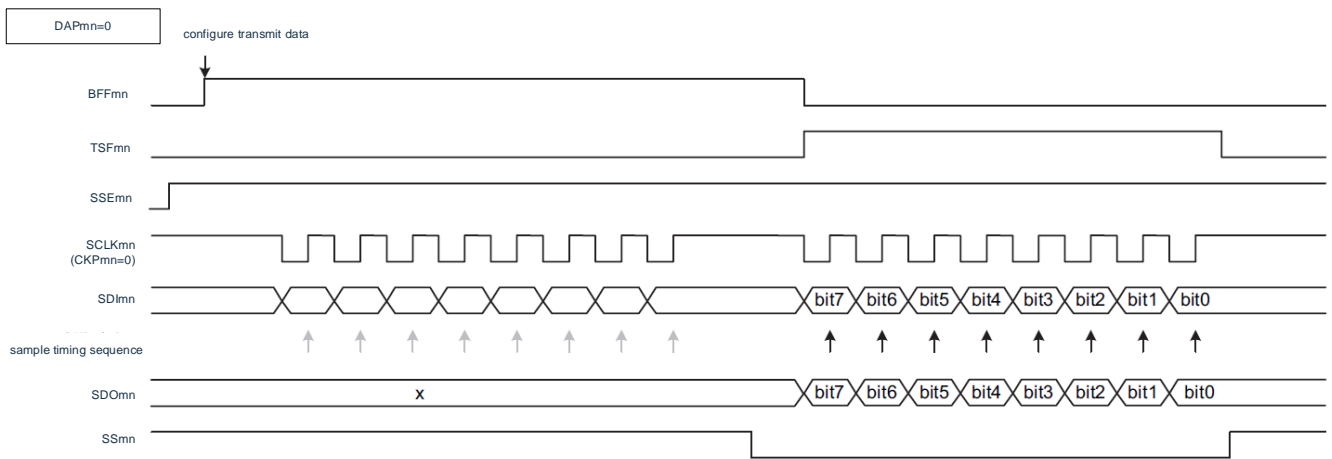 DAPmn=0
configure transmit data
BFFmn
TSFmn
SSEmn
SCLKmn
(CKPmn=0)
SDImn
bit7 bit6 bit5 bit4 bit3 bit2 bit1 bit0
sample timing sequence
SDOmn
x
bit7 bit6 bit5 bit4 bit3 bit2 bit1 bit0
SSmn